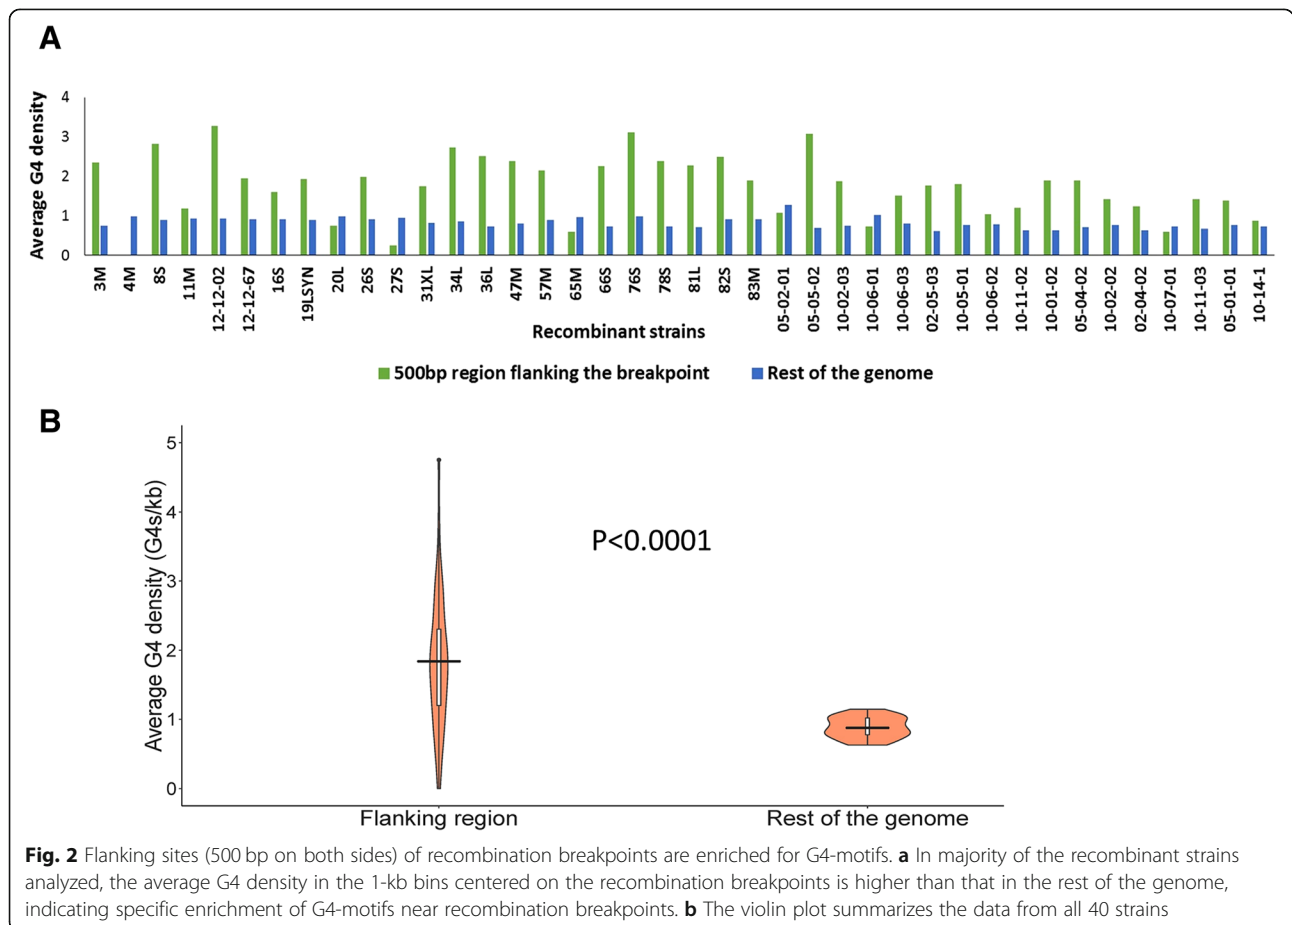 A
Average G4 density
4
3
2
1
0
3M
4M
8S
11M
12-12-02
12-12-67
16S
19LSYN
20L
26S
27S
31XL
34L
36L
47M
57M
65M
66S
76S
78S
81L
82S
83M
05-02-01
05-05-02
10-02-03
10-06-01
10-06-03
02-05-03
10-05-01
10-06-02
10-11-02
10-01-02
05-04-02
10-02-02
02-04-02
10-07-01
10-11-03
05-01-01
10-14-1
Recombinant strains
500bp region flanking the breakpoint
Rest of the genome
B
Average G4 density (G4s/kb)
5
4
3
2
1
0
P<0.0001
Flanking region
Rest of the genome
Fig. 2 Flanking sites (500 bp on both sides) of recombination breakpoints are enriched for G4-motifs. a In majority of the recombinant strains
analyzed, the average G4 density in the 1-kb bins centered on the recombination breakpoints is higher than that in the rest of the genome,
indicating specific enrichment of G4-motifs near recombination breakpoints. b The violin plot summarizes the data from all 40 strains